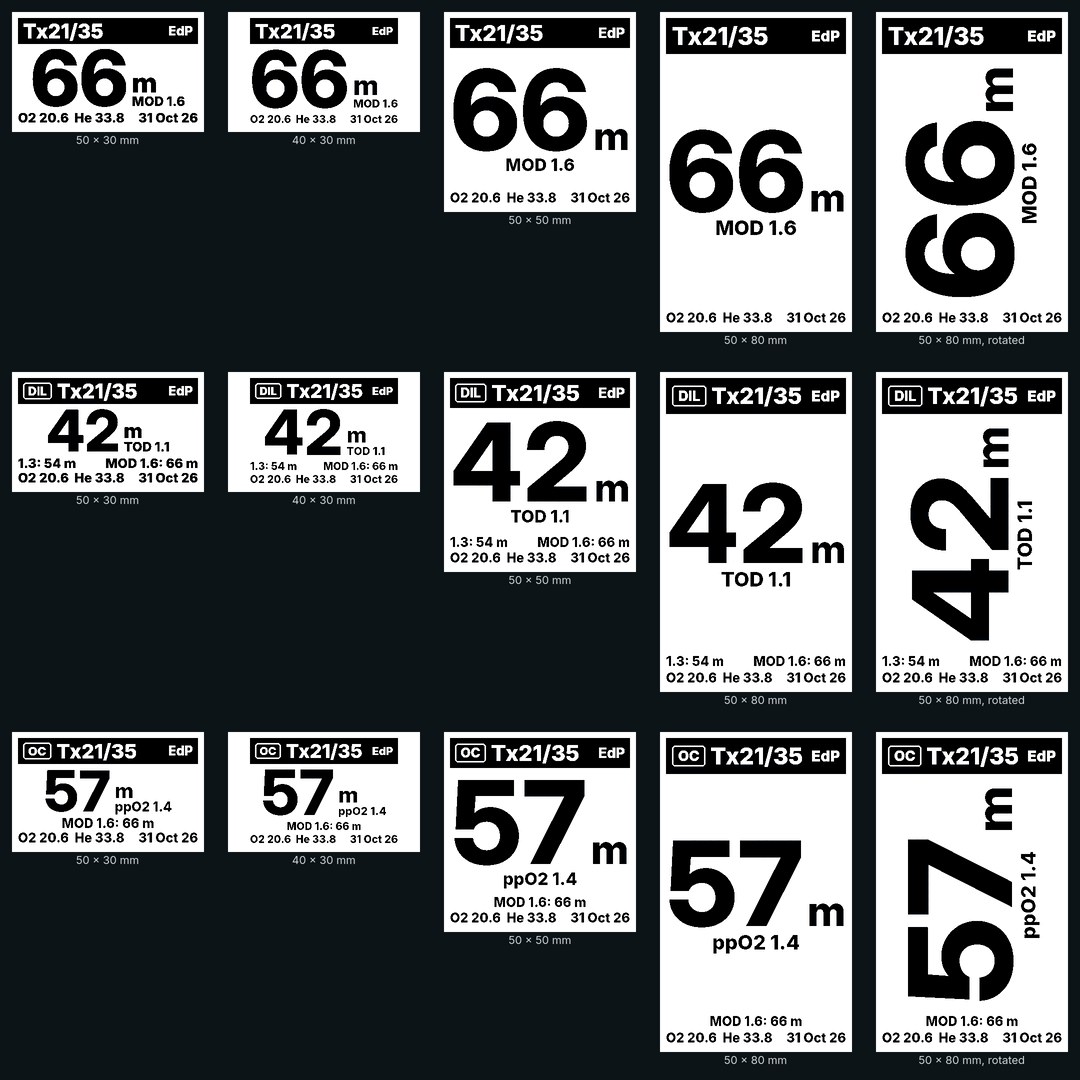 Tx21/35 EdP
66 m
MOD 1.6
O2 20.6 He 33.8 31 Oct 26
50 × 30 mm
Tx21/35 EdP
66 m
MOD 1.6
O2 20.6 He 33.8 31 Oct 26
40 × 30 mm
Tx21/35 EdP
66 m
MOD 1.6
O2 20.6 He 33.8 31 Oct 26
50 × 50 mm
Tx21/35 EdP
66 m
MOD 1.6
O2 20.6 He 33.8 31 Oct 26
50 × 80 mm
Tx21/35 EdP
66 m
MOD 1.6
O2 20.6 He 33.8 31 Oct 26
50 × 80 mm, rotated
DIL Tx21/35 EdP
42 m
TOD 1.1
1.3: 54 m MOD 1.6: 66 m
O2 20.6 He 33.8 31 Oct 26
50 × 30 mm
DIL Tx21/35 EdP
42 m
TOD 1.1
1.3: 54 m MOD 1.6: 66 m
O2 20.6 He 33.8 31 Oct 26
40 × 30 mm
DIL Tx21/35 EdP
42 m
TOD 1.1
1.3: 54 m MOD 1.6: 66 m
O2 20.6 He 33.8 31 Oct 26
50 × 50 mm
DIL Tx21/35 EdP
42 m
TOD 1.1
1.3: 54 m MOD 1.6: 66 m
O2 20.6 He 33.8 31 Oct 26
50 × 80 mm
DIL Tx21/35 EdP
42 m
TOD 1.1
1.3: 54 m MOD 1.6: 66 m
O2 20.6 He 33.8 31 Oct 26
50 × 80 mm, rotated
OC Tx21/35 EdP
57 m
ppO2 1.4
MOD 1.6: 66 m
O2 20.6 He 33.8 31 Oct 26
50 × 30 mm
OC Tx21/35 EdP
57 m
ppO2 1.4
MOD 1.6: 66 m
O2 20.6 He 33.8 31 Oct 26
40 × 30 mm
OC Tx21/35 EdP
57 m
ppO2 1.4
MOD 1.6: 66 m
O2 20.6 He 33.8 31 Oct 26
50 × 50 mm
OC Tx21/35 EdP
57 m
ppO2 1.4
MOD 1.6: 66 m
O2 20.6 He 33.8 31 Oct 26
50 × 80 mm
OC Tx21/35 EdP
57 m
ppO2 1.4
MOD 1.6: 66 m
O2 20.6 He 33.8 31 Oct 26
50 × 80 mm, rotated